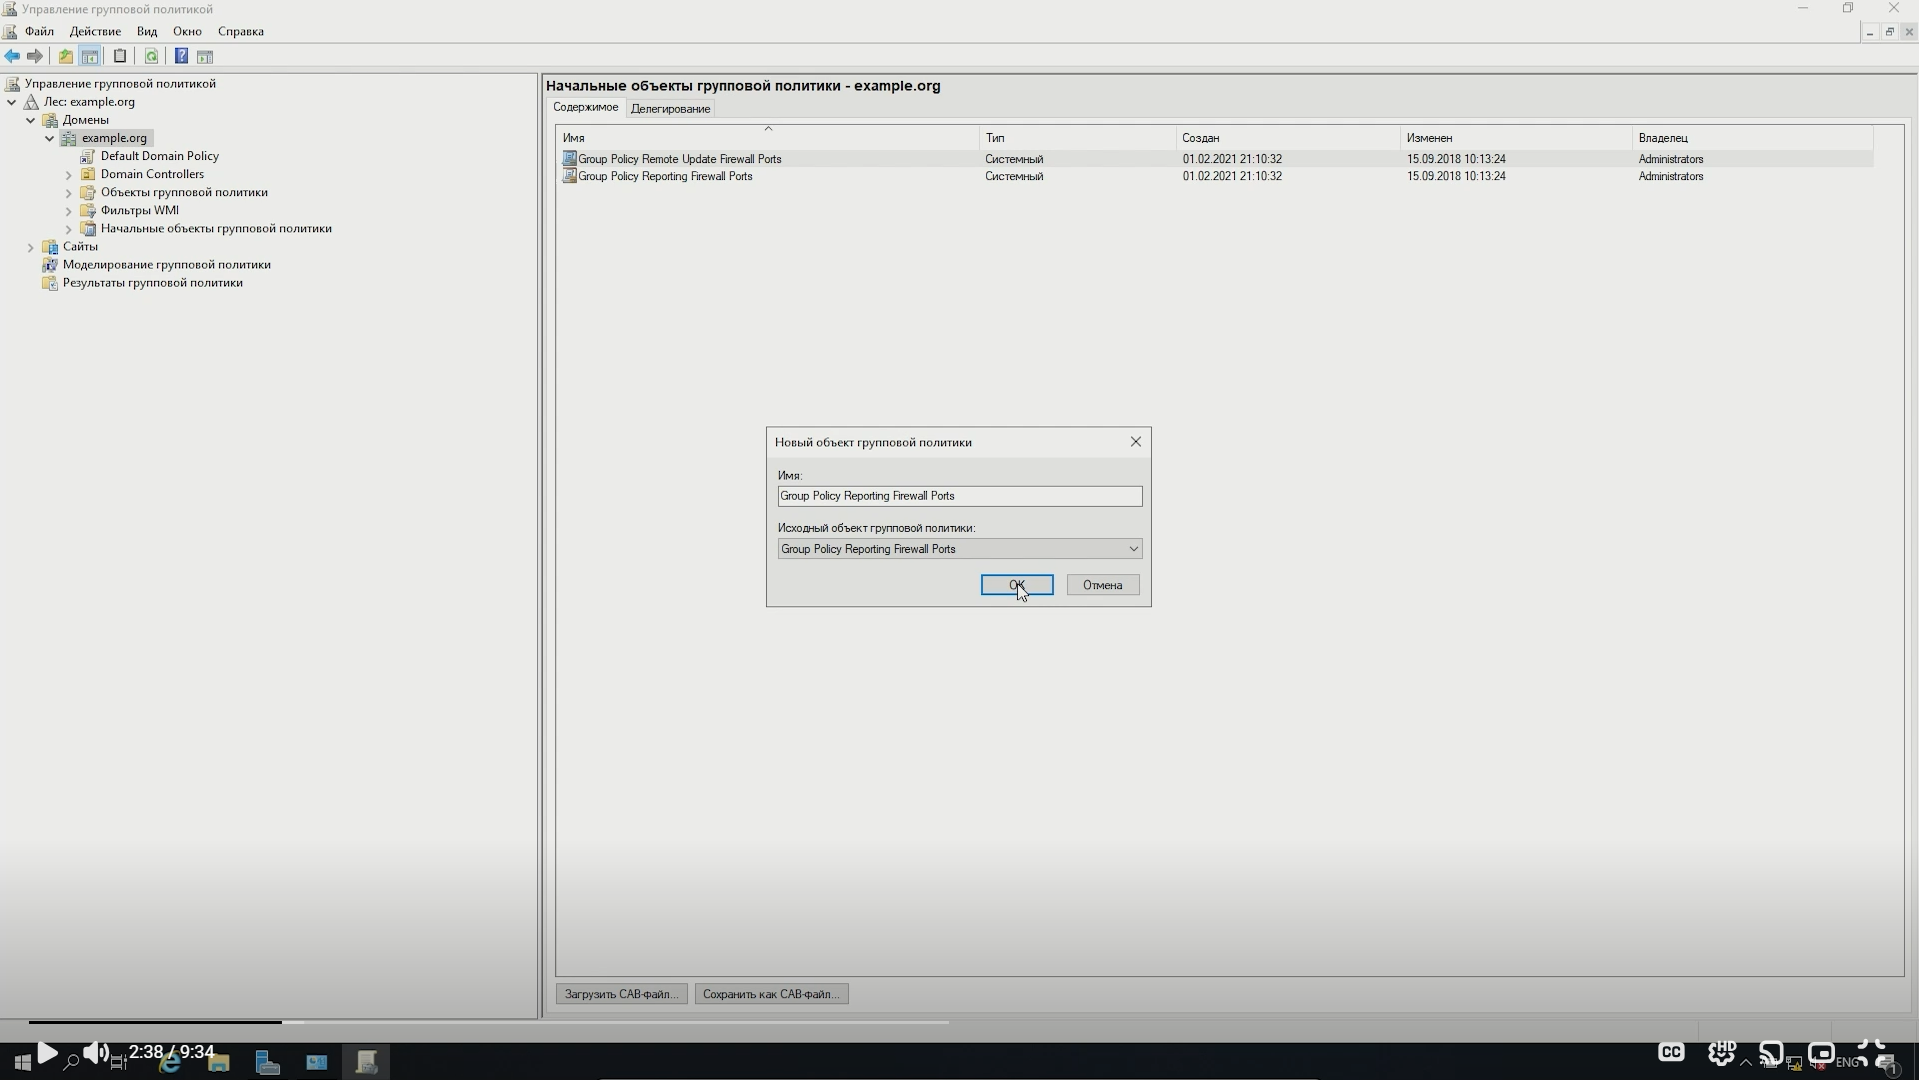 Управление групповой политикой
Файл Действие Вид Окно Справка
Управление групповой политикой
Лес: example.org
Домены
example.org
Default Domain Policy
Domain Controllers
Объекты групповой политики
Фильтры WMI
Начальные объекты групповой политики
Сайты
Моделирование групповой политики
Результаты групповой политики
Начальные объекты групповой политики - example.org
Содержимое Делегирование
Имя Тип Создан Изменен Владелец
Group Policy Remote Update Firewall Ports Системный 01.02.2021 21:10:32 15.09.2018 10:13:24 Administrators
Group Policy Reporting Firewall Ports Системный 01.02.2021 21:10:32 15.09.2018 10:13:24 Administrators
Новый объект групповой политики
Имя:
Group Policy Reporting Firewall Ports
Исходный объект групповой политики:
Group Policy Reporting Firewall Ports
OK Отмена
Загрузить CAB-файл... Сохранить как CAB-файл...
2:38 / 9:34 CC HD ENG 1